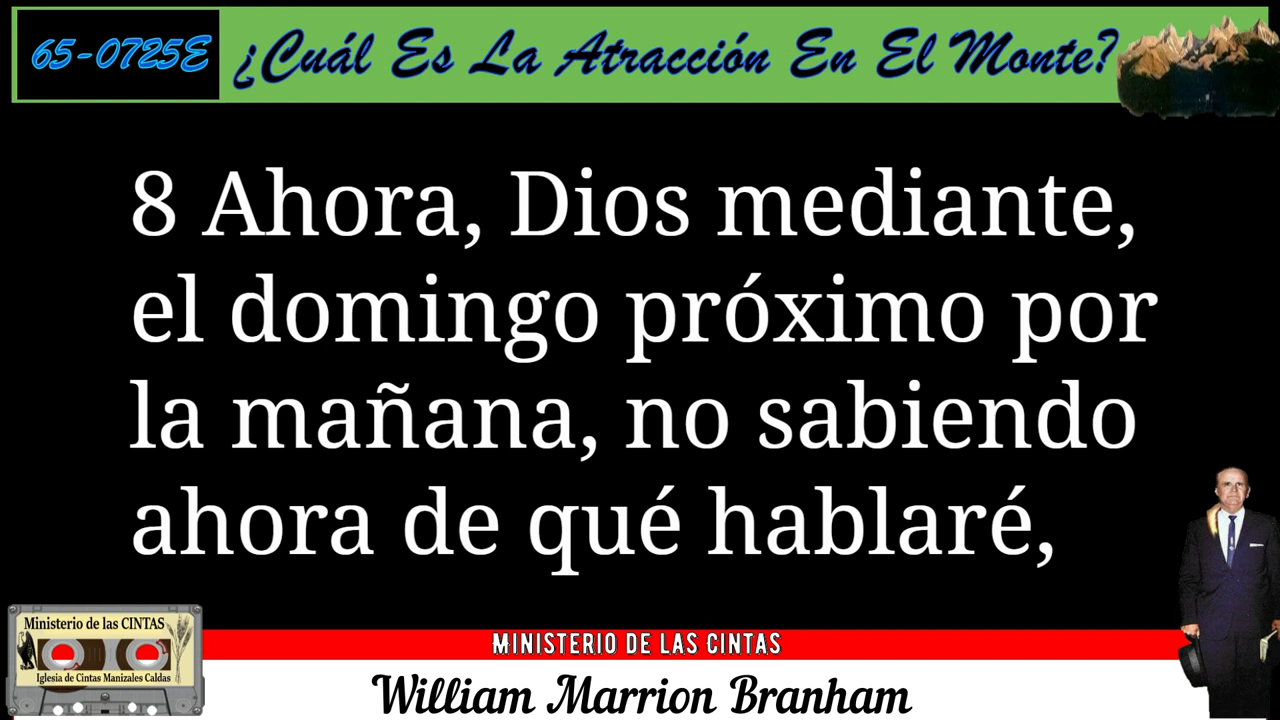 65-0725E ¿Cuál Es La Atracción En El Monte?
8 Ahora, Dios mediante,
el domingo próximo por
la mañana, no sabiendo
ahora de qué hablaré,
Ministerio de las CINTAS
Iglesia de Cintas Manizales Caldas
MINISTERIO DE LAS CINTAS
William Marrion Branham